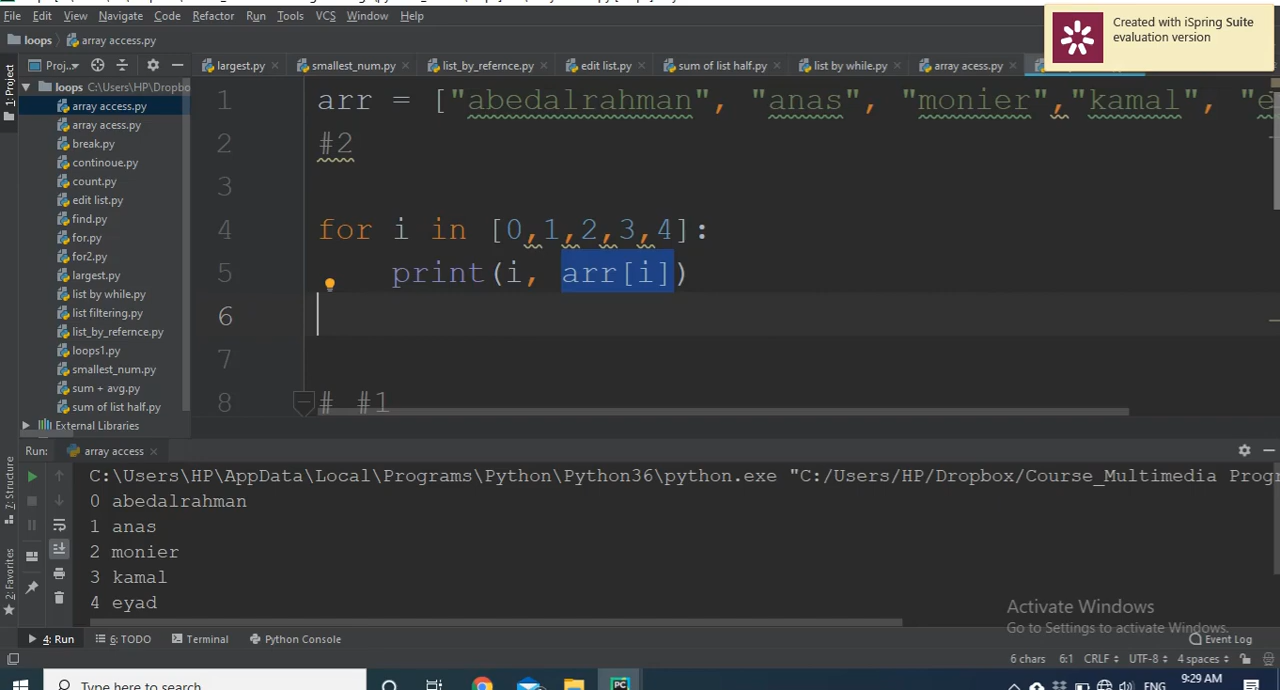 File Edit View Navigate Code Refactor Run Tools VCS Window Help
Created with iSpring Suite
evaluation version
loops array access.py
Proj..
largest.py smallest_num.py list_by_refernce.py edit list.py sum of list half.py list by while.py array acess.py
1: Project
loops C:\Users\HP\Dropbo
array access.py
array acess.py
break.py
continoue.py
count.py
edit list.py
find.py
for.py
for2.py
largest.py
list by while.py
list filtering.py
list_by_refernce.py
loops1.py
smallest_num.py
sum + avg.py
sum of list half.py
External Libraries
1 arr = ["abedalrahman", "anas", "monier","kamal", "e
2 #2
3
4 for i in [0,1,2,3,4]:
5 print(i, arr[i])
6
7
8 # #1
Run: array access
C:\Users\HP\AppData\Local\Programs\Python\Python36\python.exe "C:/Users/HP/Dropbox/Course_Multimedia Prog
0 abedalrahman
1 anas
2 monier
3 kamal
4 eyad
7: Structure
2: Favorites
Activate Windows
Go to Settings to activate Windows.
4: Run 6: TODO Terminal Python Console Event Log
6 chars 6:1 CRLF UTF-8 4 spaces
Type here to search ENG 9:29 AM